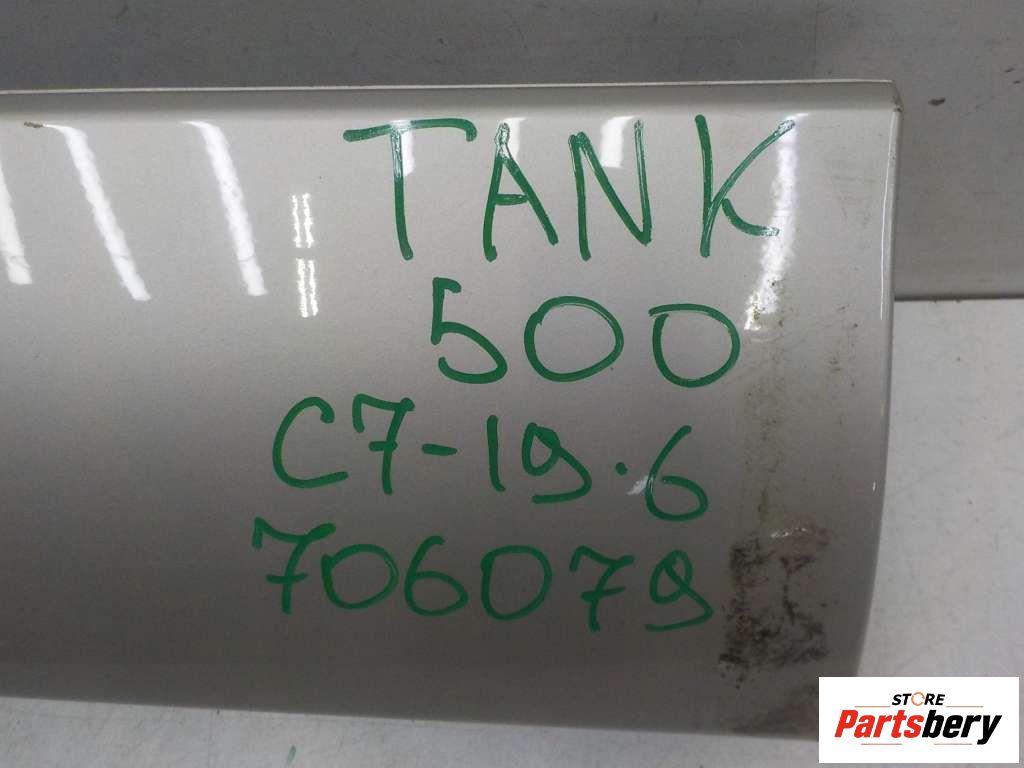 TANK
500
C7-19.6
706079
STORE
Partsbery